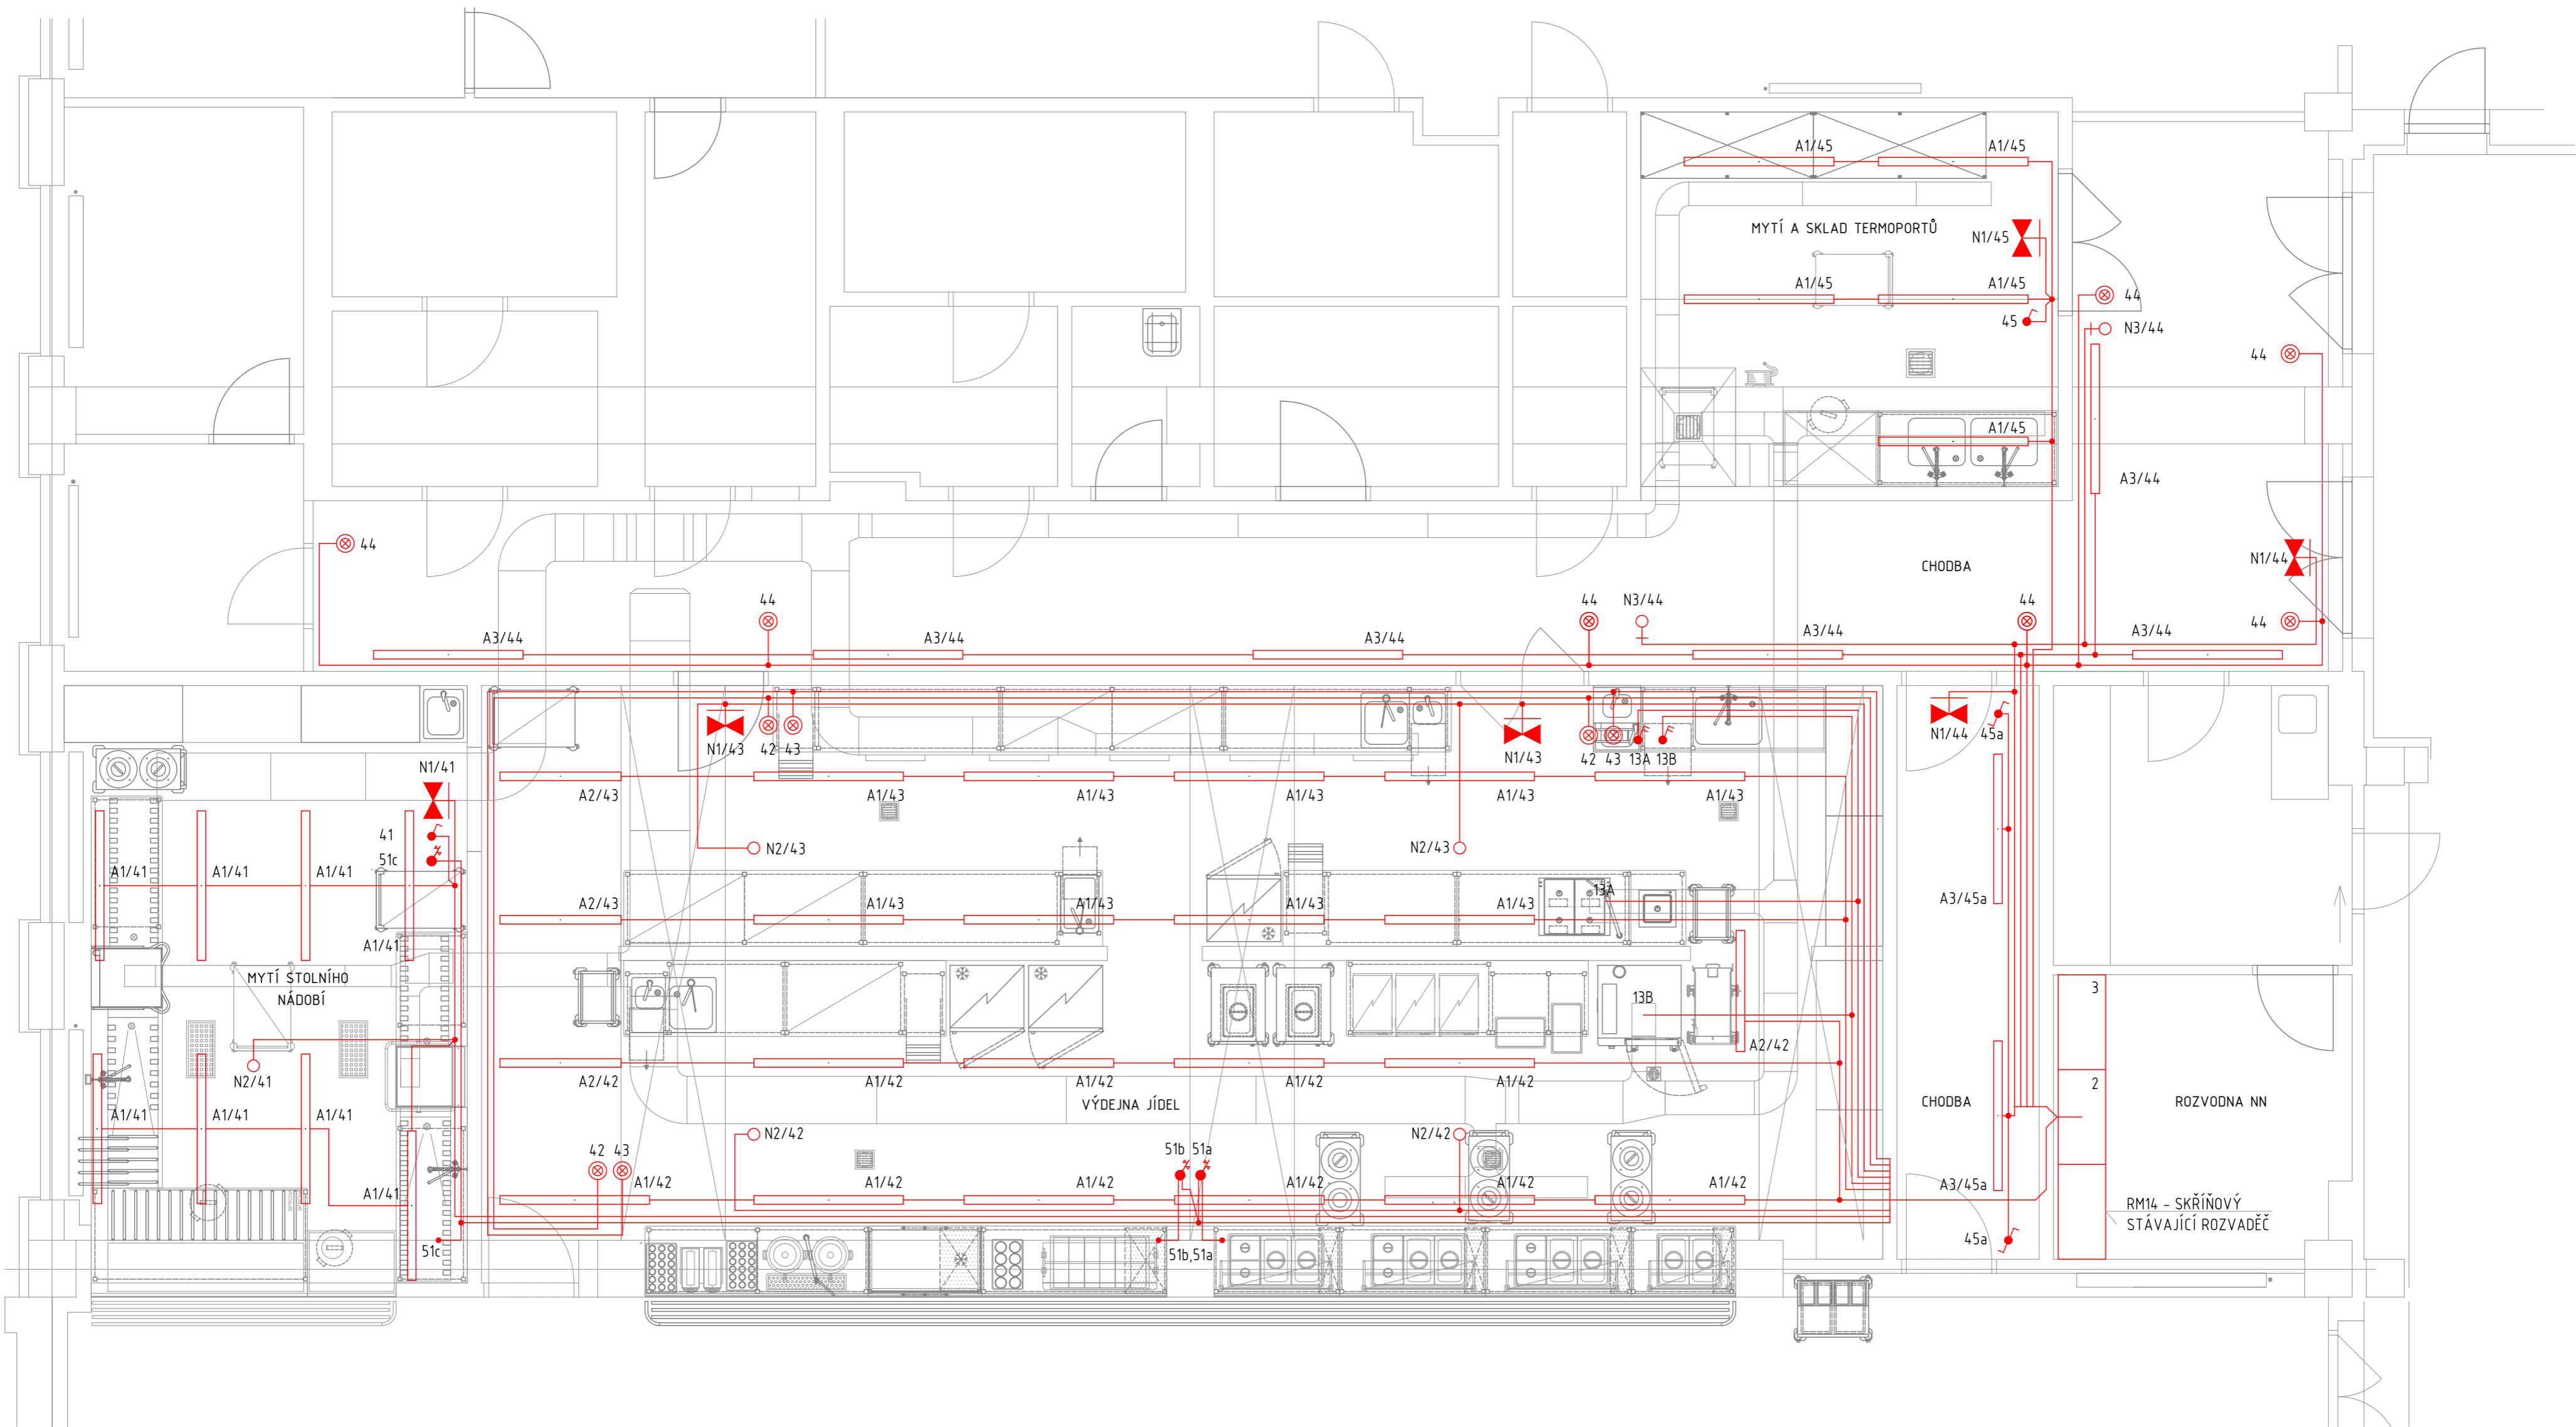 A1/45
A1/45
MYTÍ A SKLAD TERMOPORTŮ
N1/45
A1/45
A1/45
44
45
N3/44
44
A1/45
A3/44
44
N1/44
CHODBA
44
44
N3/44
44
A3/44
A3/44
A3/44
A3/44
A3/44
44
N1/43
42
43
N1/43
42
43
13A
13B
N1/44
45a
N1/41
A2/43
A1/43
A1/43
A1/43
A1/43
A1/43
41
51c
N2/43
N2/43
A1/41
A1/41
A1/41
13A
A3/45a
A2/43
A1/43
A1/43
A1/43
A1/43
A1/41
MYTÍ STOLNÍHO
NÁDOBÍ
13B
3
A2/42
N2/41
A2/42
A1/42
A1/42
A1/42
A1/42
2
VÝDEJNA JÍDEL
CHODBA
ROZVODNA NN
A1/41
A1/41
A1/41
N2/42
N2/42
42
43
51b
51a
A1/41
A1/42
A1/42
A1/42
A1/42
A1/42
A1/42
A3/45a
RM14 - SKŘÍŇOVÝ
STÁVAJÍCÍ ROZVADĚČ
51c
51b,51a
45a